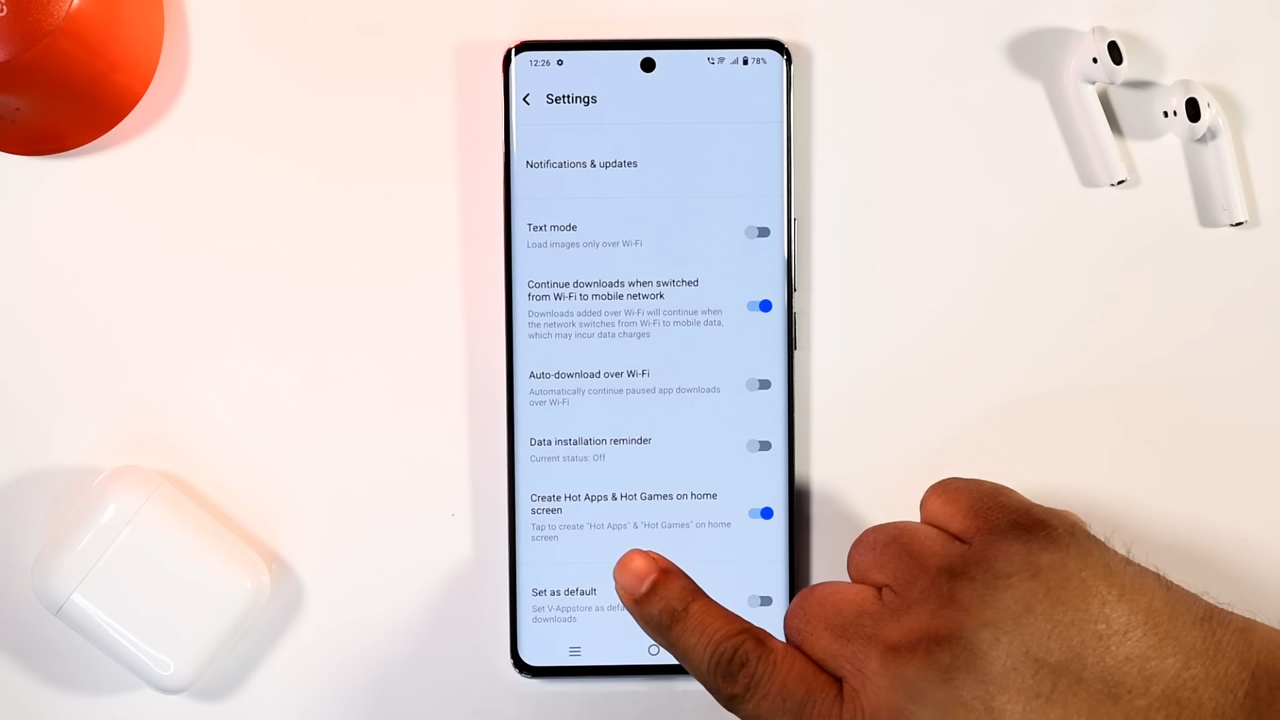 12:26
78%
Settings
Notifications & updates
Text mode
Load images only over Wi-Fi
Continue downloads when switched
from Wi-Fi to mobile network
Downloads added over Wi-Fi will continue when
the network switches from Wi-Fi to mobile data,
which may incur data charges
Auto-download over Wi-Fi
Automatically continue paused app downloads
over Wi-Fi
Data installation reminder
Current status: Off
Create Hot Apps & Hot Games on home
screen
Tap to create "Hot Apps" & "Hot Games" on home
screen
Set as default
Set V-Appstore as
downloads